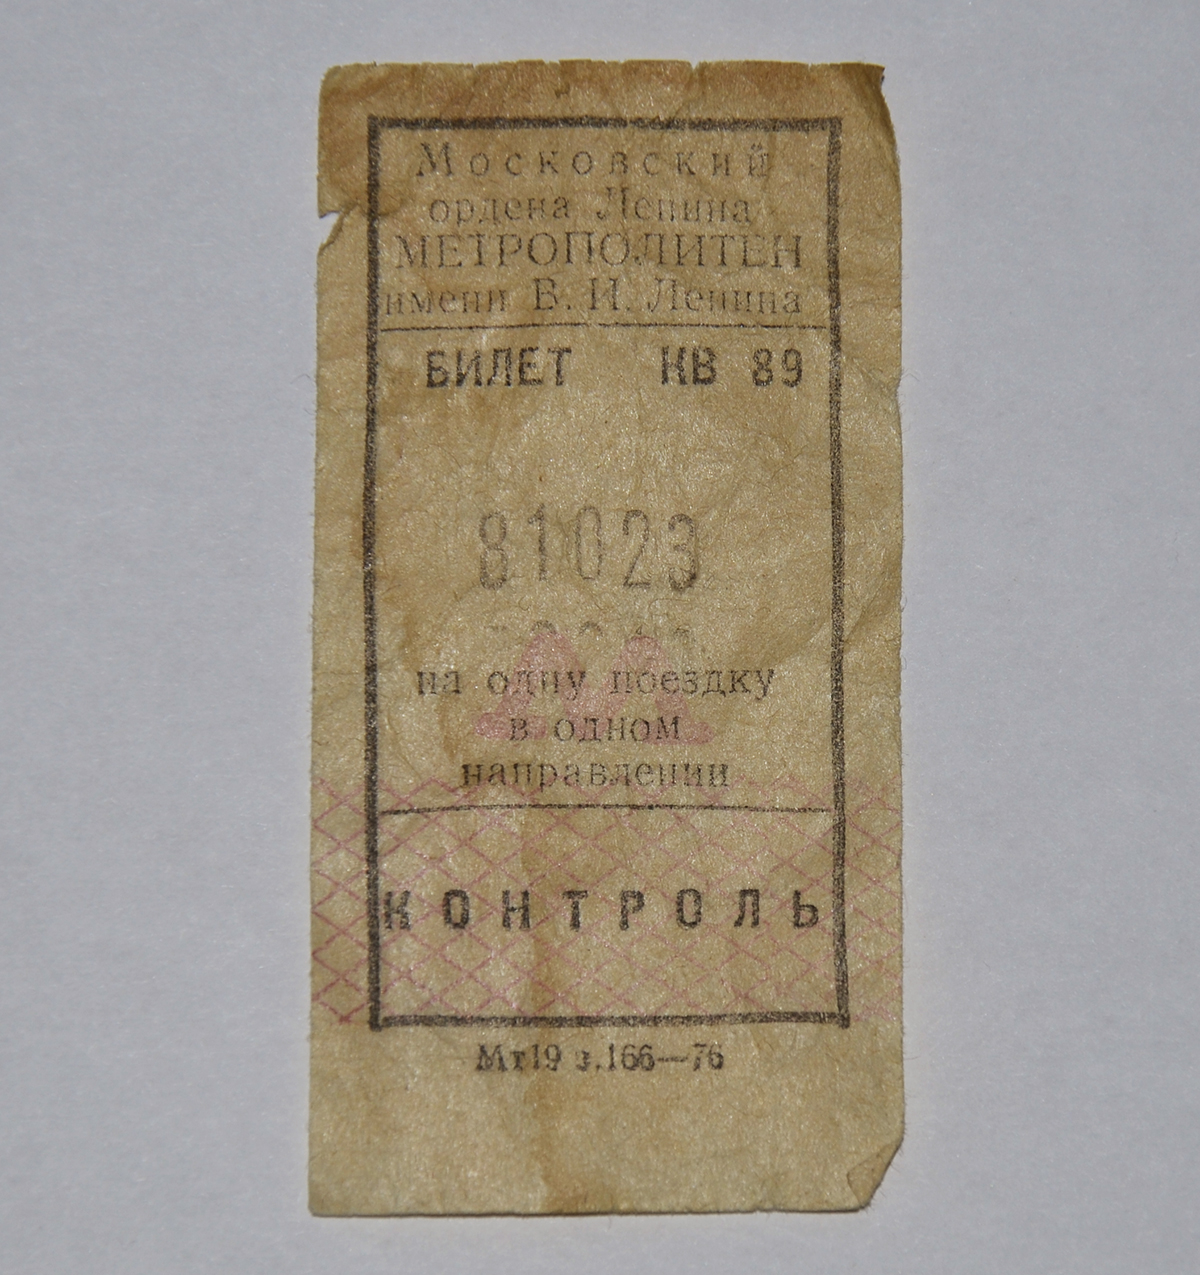 Московский
ордена Ленина
МЕТРОПОЛИТЕН
имени В. И. Ленина
БИЛЕТ КВ 89
81023
на одну поездку
в одном
направлении
КОНТРОЛЬ
Мт19 з.166—76